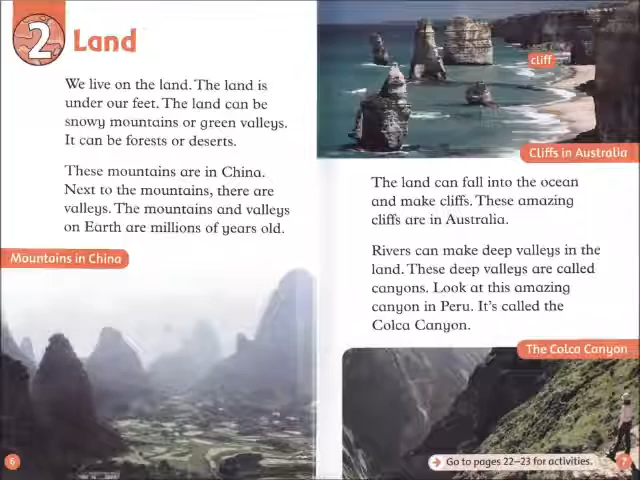 2 Land
We live on the land. The land is
under our feet. The land can be
snowy mountains or green valleys.
It can be forests or deserts.
These mountains are in China.
Next to the mountains, there are
valleys. The mountains and valleys
on Earth are millions of years old.
Mountains in China
6
cliff
Cliffs in Australia
The land can fall into the ocean
and make cliffs. These amazing
cliffs are in Australia.
Rivers can make deep valleys in the
land. These deep valleys are called
canyons. Look at this amazing
canyon in Peru. It's called the
Colca Canyon.
The Colca Canyon
Go to pages 22–23 for activities.
7